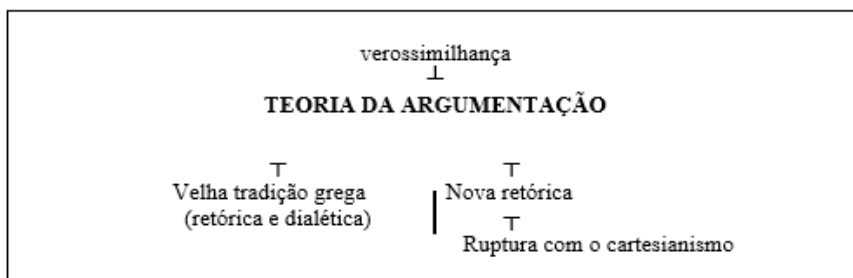 verossimilhança
TEORIA DA ARGUMENTAÇÃO
Velha tradição grega
(retórica e dialética)
Nova retórica
Ruptura com o cartesianismo